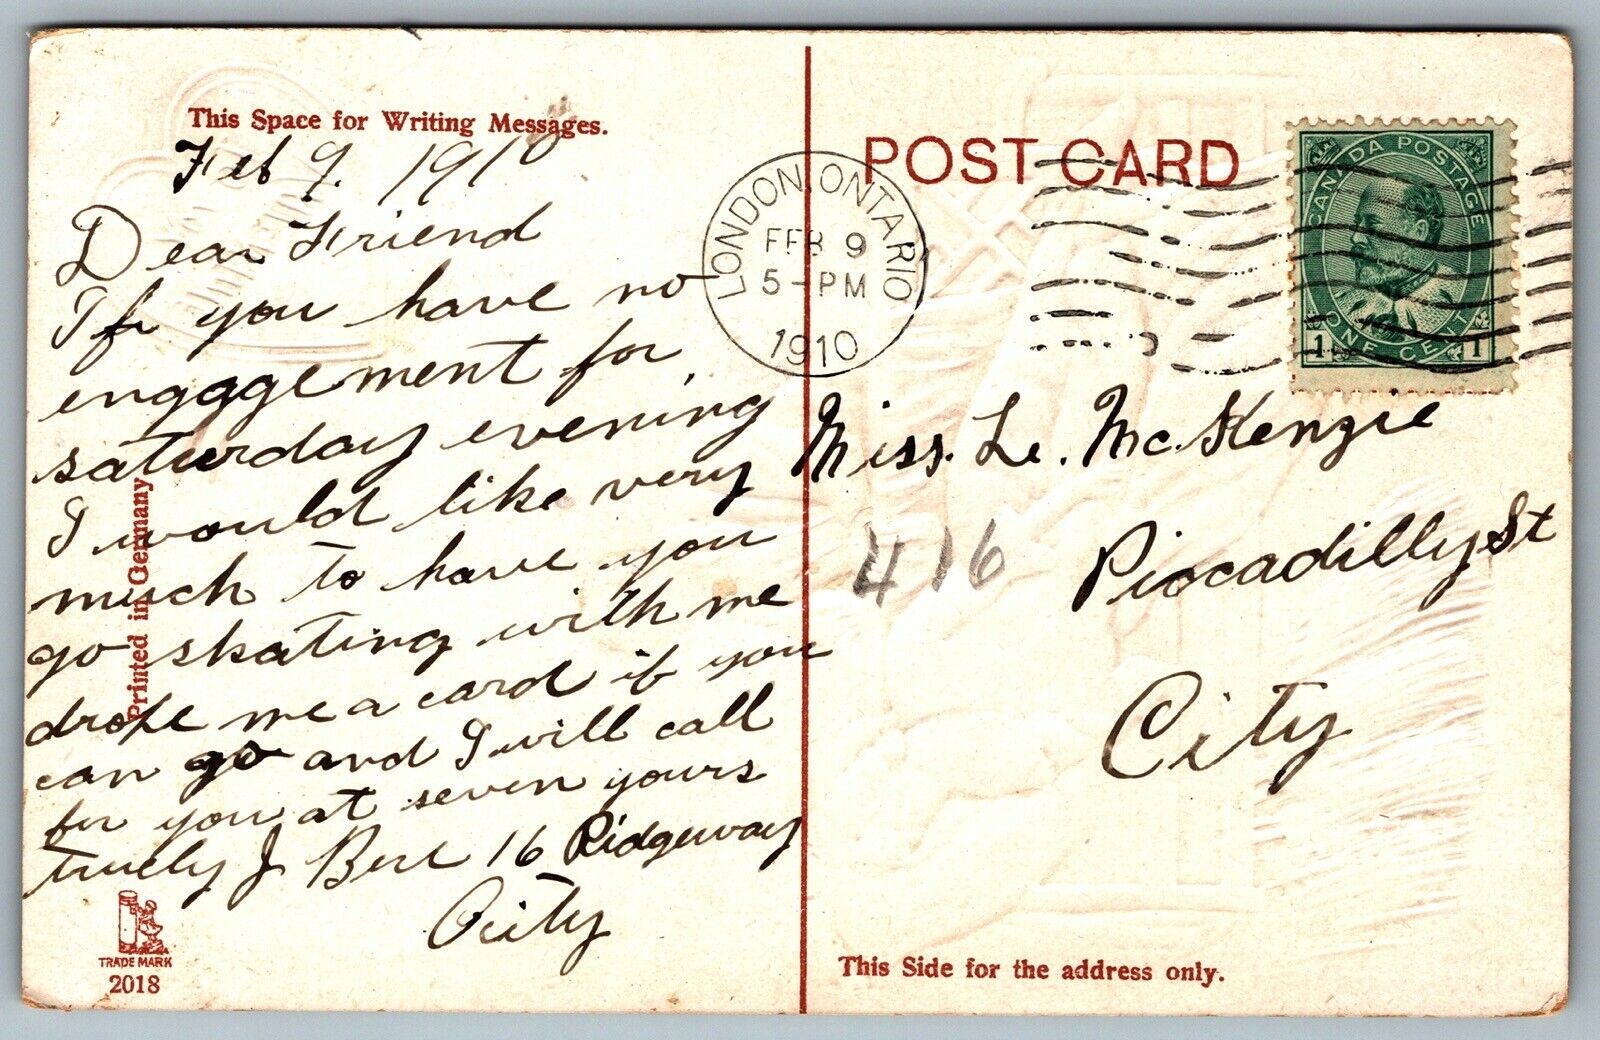 This Space for Writing Messages.
Feb 9. 1910
Dear Friend
If you have no
engagement for
saturday evening,
I would like very
much to have you
go skating with me
drope me a card if you
can go and I will call
for you at seven yours
truely J Bert 16 Ridgeway
City
Printed in Germany
TRADE MARK
2018
POST CARD
LONDON, ONTARIO
FEB 9
5-PM
1910
CANADA POSTAGE
1 ONE CENT 1
Miss. L. McKenzie
416 Piccadilly St
City
This Side for the address only.